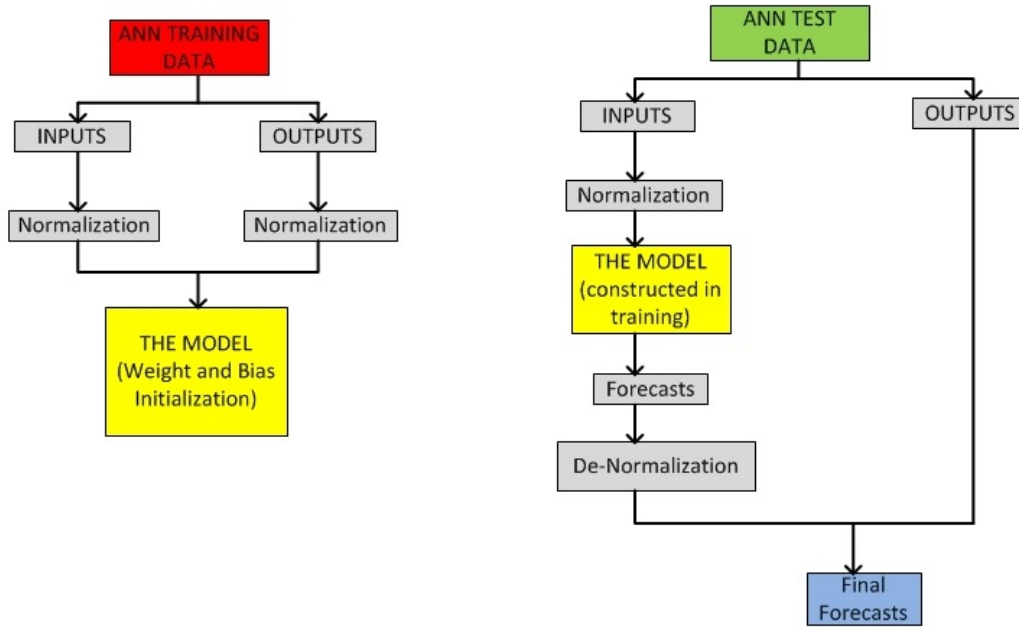 ANN TRAINING
DATA
INPUTS
OUTPUTS
Normalization
Normalization
THE MODEL
(Weight and Bias
Initialization)
ANN TEST
DATA
INPUTS
OUTPUTS
Normalization
THE MODEL
(constructed in
training)
Forecasts
De-Normalization
Final
Forecasts